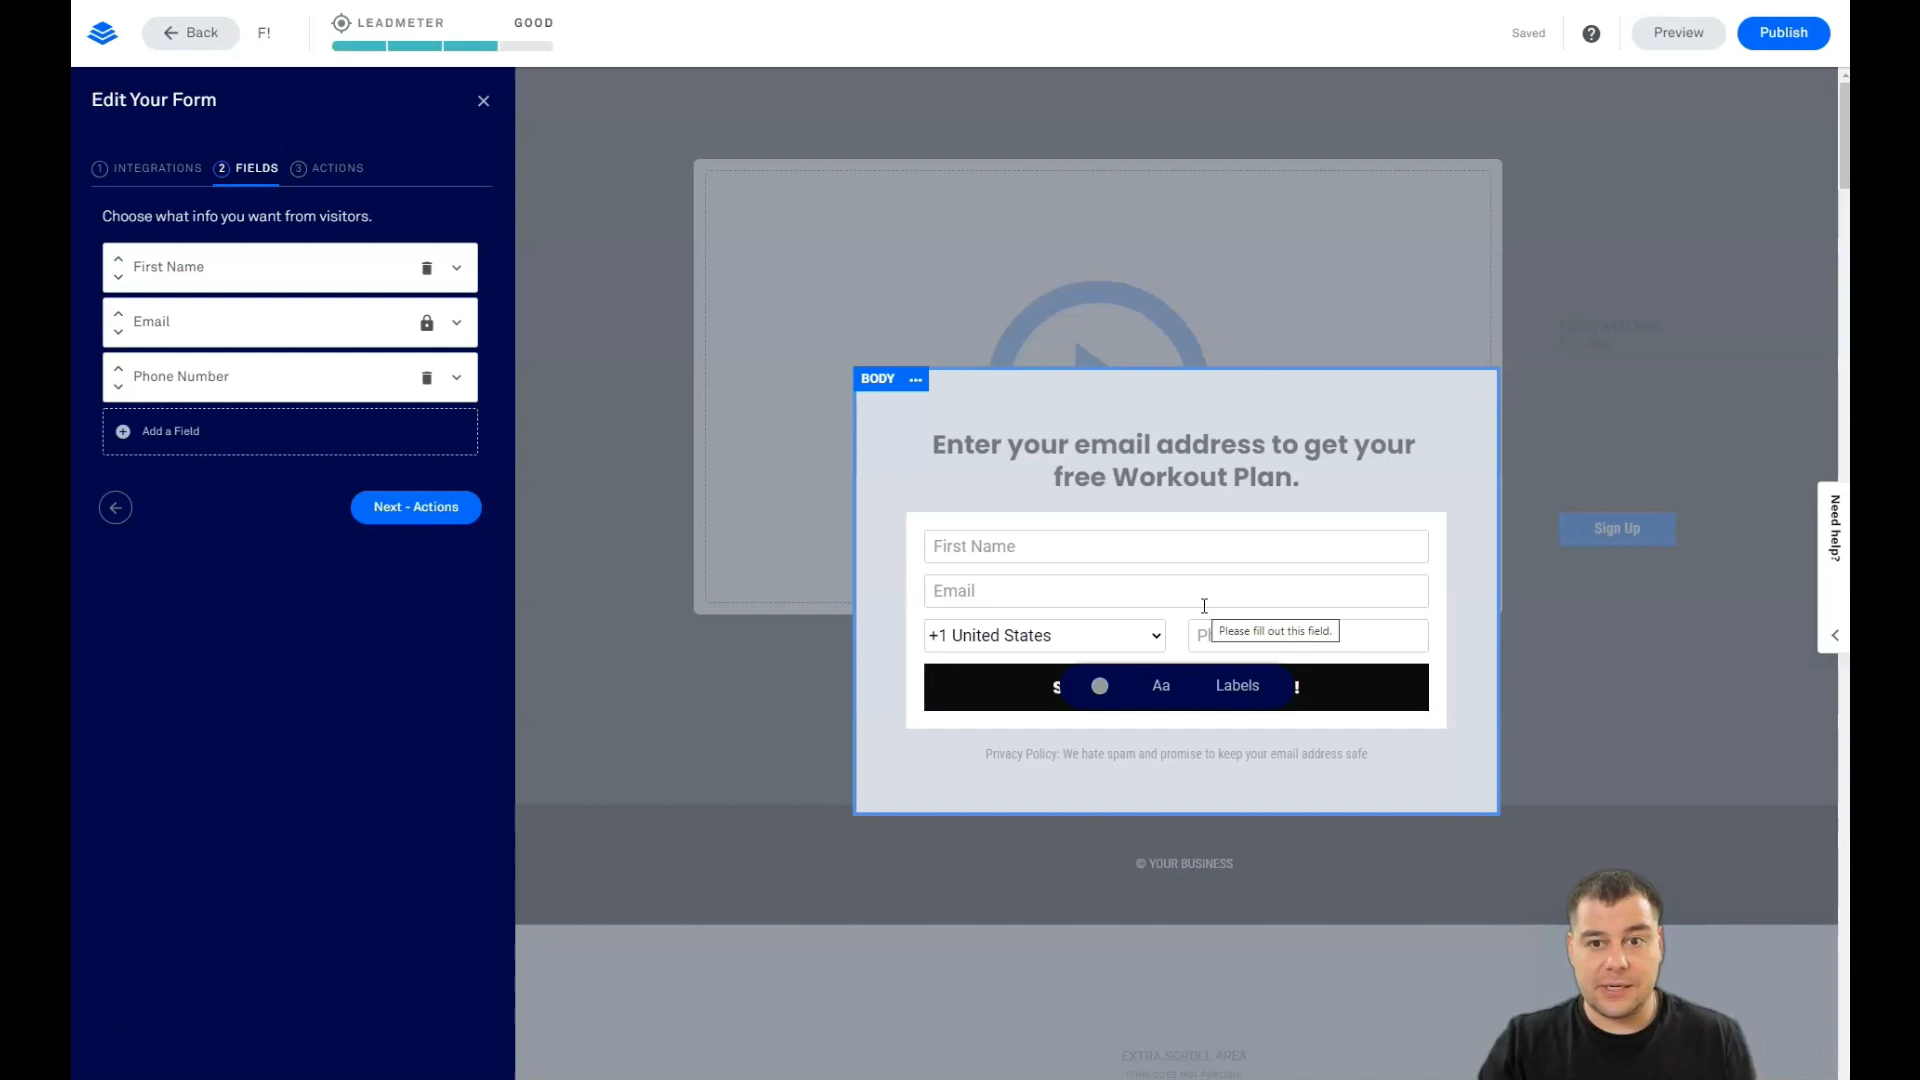 Back
F!
LEADMETER
GOOD
Saved
?
Preview
Publish
Edit Your Form
1 INTEGRATIONS
2 FIELDS
3 ACTIONS
Choose what info you want from visitors.
First Name
Email
Phone Number
Add a Field
Next - Actions
BODY ...
Enter your email address to get your
free Workout Plan.
First Name
Email
+1 United States
Please fill out this field.
Aa
Labels
!
Privacy Policy: We hate spam and promise to keep your email address safe
Sign Up
Need help?
© YOUR BUSINESS
EXTRA SCROLL AREA
(THIS DOES NOT PUBLISH)